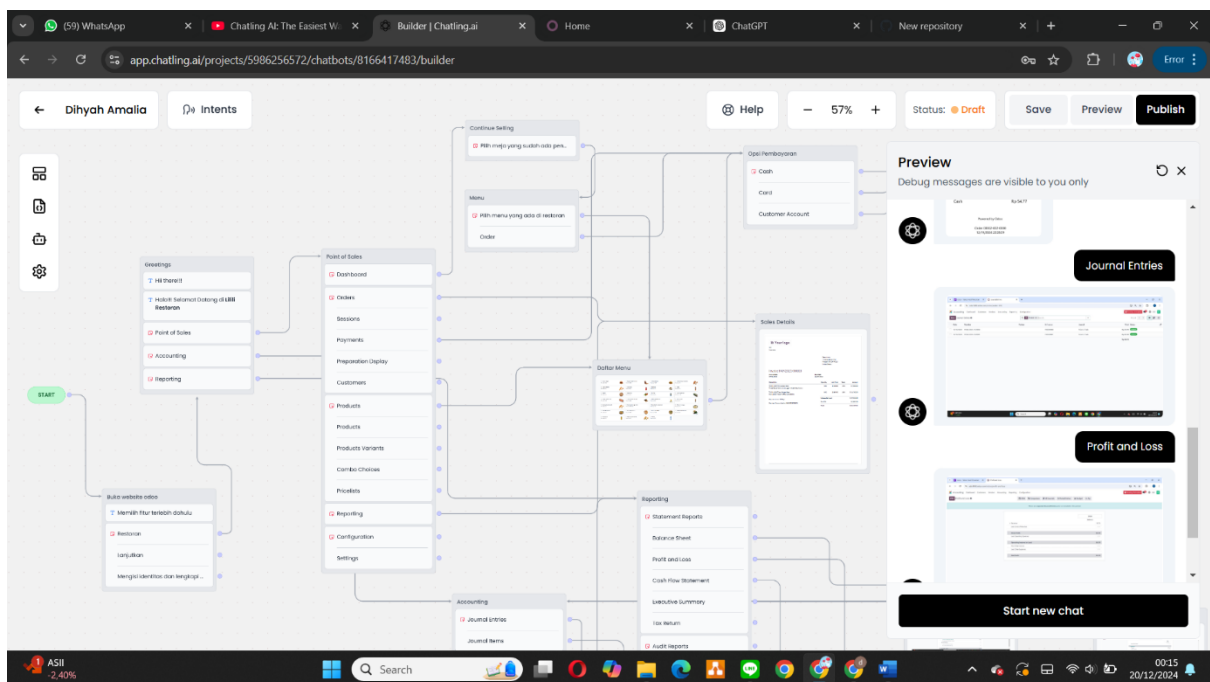 (59) WhatsApp
Chatling AI: The Easiest W
Builder | Chatling.ai
Home
ChatGPT
New repository
app.chatling.ai/projects/5986256572/chatbots/8166417483/builder
Error
Dihyah Amalia
Intents
Help
57%
Status: Draft
Save
Preview
Publish
START
Buka website odoo
Memilih fitur terlebih dahulu
Restoran
Lanjutkan
Mengisi identitas dan lengkapi ...
Greetings
Hi there!!
Halo!! Selamat Datang di Lilii
Restoran
Point of Sales
Accounting
Reporting
Point of Sales
Dashboard
Orders
Sessions
Payments
Preparation Display
Customers
Products
Products
Products Variants
Combo Choices
Pricelists
Reporting
Configuration
Settings
Continue Selling
Pilih meja yang sudah ada pes...
Menu
Pilih menu yang ada di restoran
Order
Opsi Pembayaran
Cash
Card
Customer Account
Daftar Menu
Sales Details
Reporting
Statement Reports
Balance Sheet
Profit and Loss
Cash Flow Statement
Executive Summary
Tax Return
Audit Reports
Accounting
Journal Entries
Journal Items
Preview
Debug messages are visible to you only
Journal Entries
Profit and Loss
Start new chat
ASII
-2,40%
Search
00:15
20/12/2024